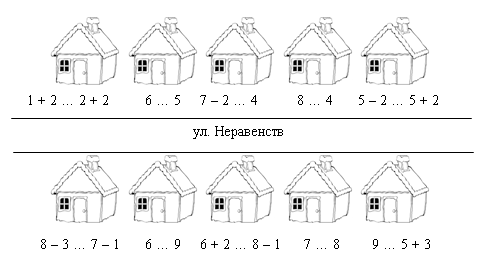 1 + 2 … 2 + 2 6 … 5 7 – 2 … 4 8 … 4 5 – 2 … 5 + 2
ул. Неравенств
8 – 3 … 7 – 1 6 … 9 6 + 2 … 8 – 1 7 … 8 9 … 5 + 3